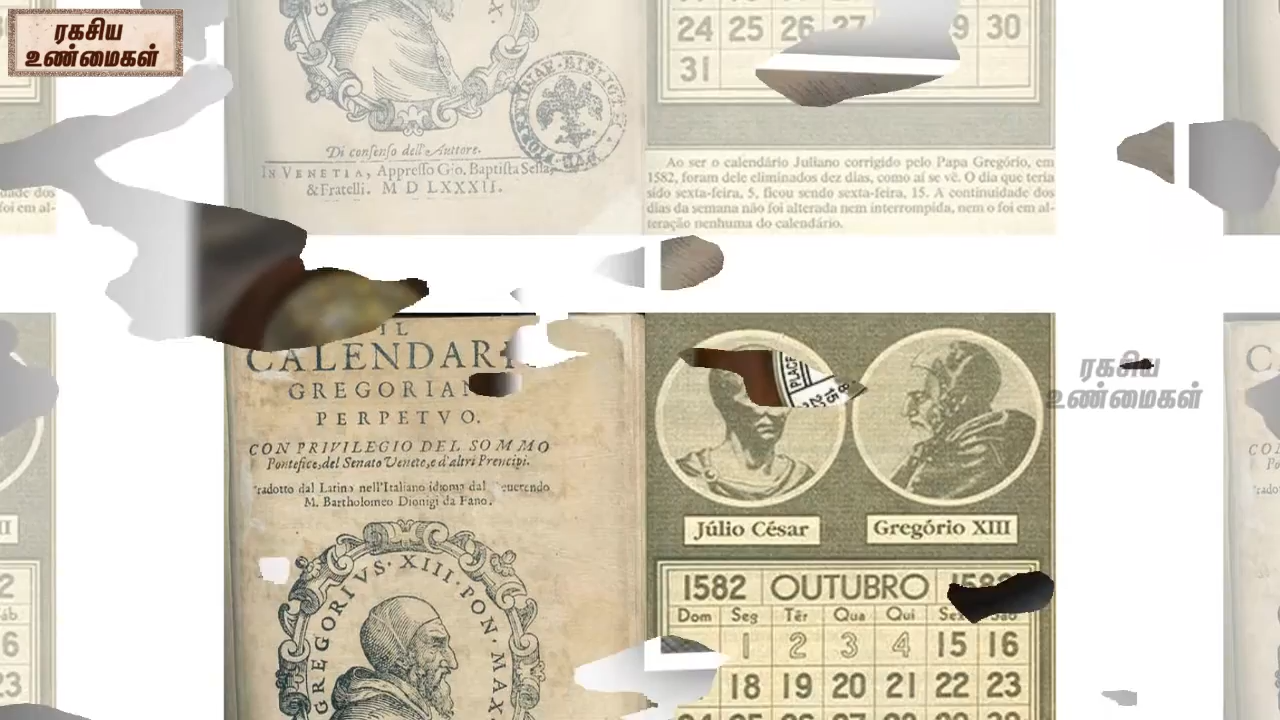 ரகசிய
உண்மைகள்
24 25 26 27 29 30
31
Di consenso dell'Auttore.
IN VENETIA, Appresso Gio, Baptista Sessa,
& Fratelli. M D LXXXII.
Ao ser o calendário Juliano corrigido pelo Papa Gregório, em
1582, foram dele eliminados dez dias, como aí se vê. O dia que teria
sido sexta-feira, 5, ficou sendo sexta-feira, 15. A continuidade dos
dias da semana não foi alterada nem interrompida, nem o foi em al-
teração nenhuma do calendário.
IL
CALENDARI
GREGORIAN
PERPETVO.
CON PRIVILEGIO DEL SOMMO
Pontefice, del Senato Veneto, e d'altri Prencipi.
radotto dal Latino nell'Italiano idioma dal euerendo
M. Bartholomeo Dionigi da Fano.
GREGORIVS · XIII · PON · MAX
Júlio César
Gregório XIII
1582 OUTUBRO 1582
Dom Seg Têr Qua Qui Sex Sáb
1 2 3 4 15 16
18 19 20 21 22 23
ரகசிய
உண்மைகள்
PLACE